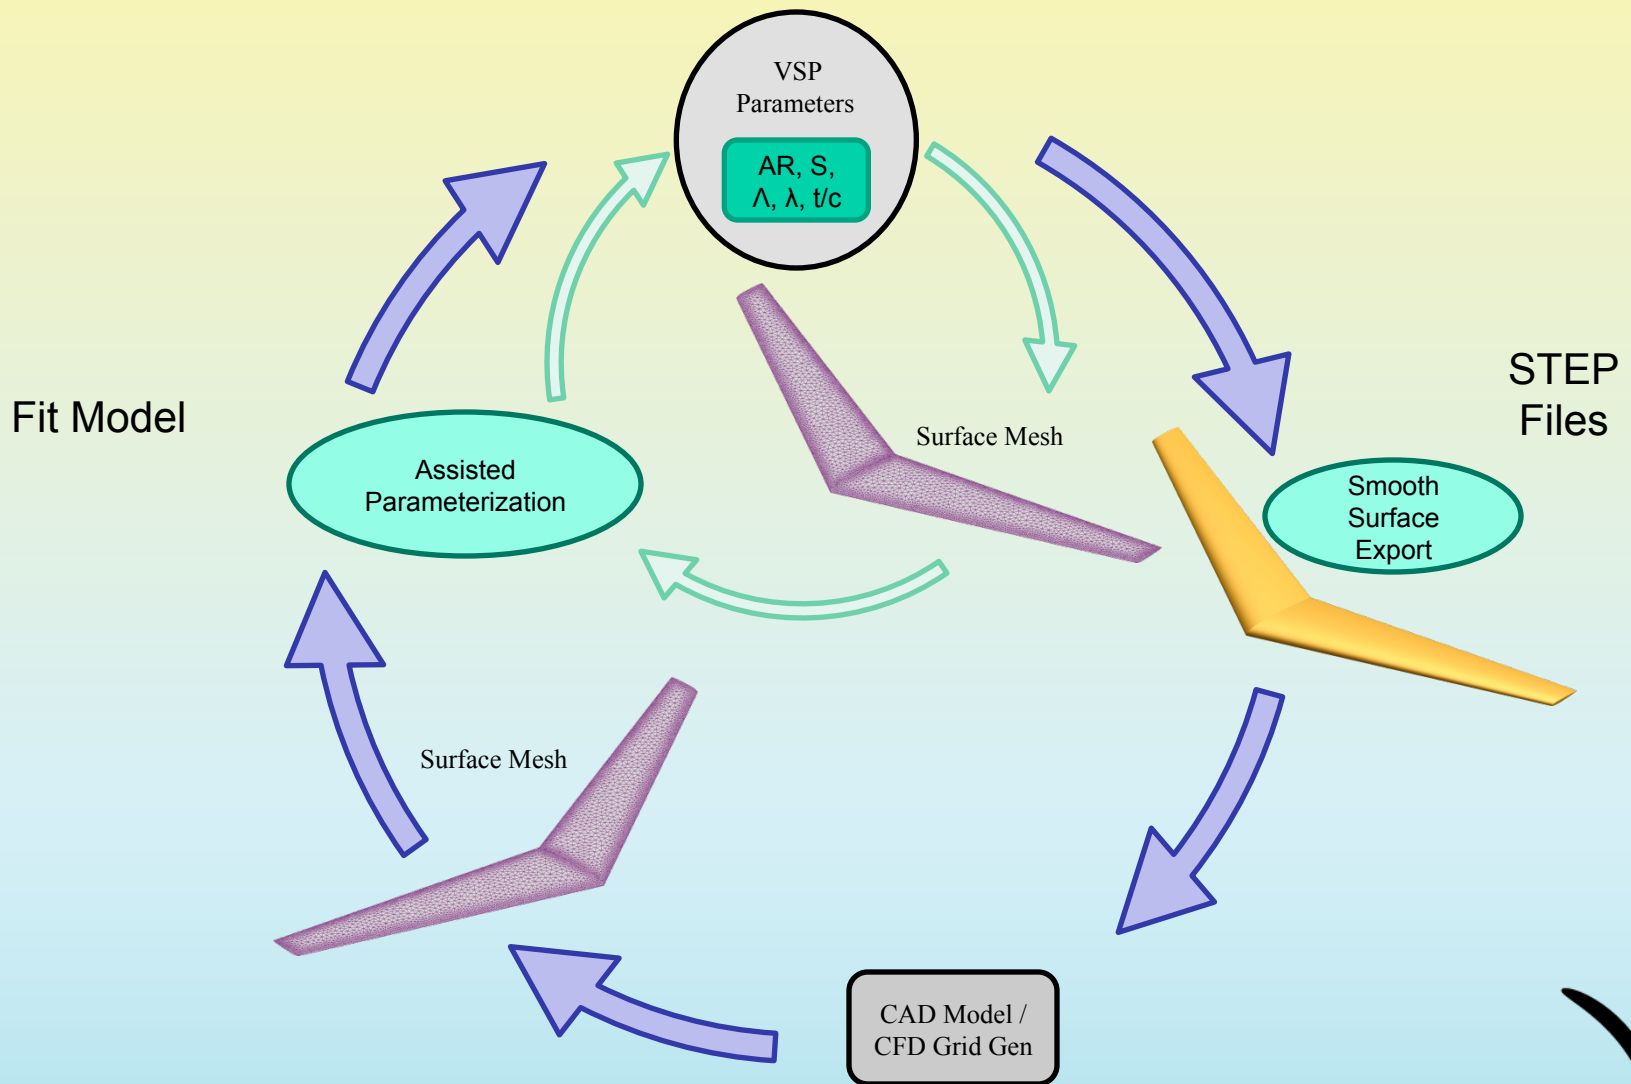 VSP
Parameters
AR, S,
Λ, λ, t/c
STEP
Files
Fit Model
Surface Mesh
Assisted
Parameterization
Smooth
Surface
Export
Surface Mesh
CAD Model /
CFD Grid Gen